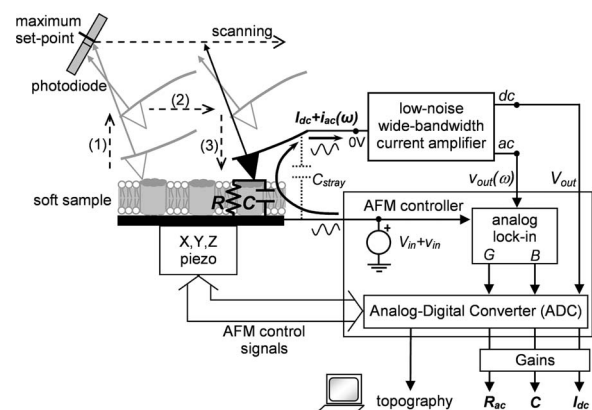 maximum
set-point
scanning
photodiode
(1)
(2)
(3)
I_dc+i_ac(ω)
0V
low-noise
wide-bandwidth
current amplifier
dc
ac
v_out(ω)
V_out
C_stray
soft sample
R
C
AFM controller
analog
lock-in
G
B
+
V_in+v_in
X,Y,Z
piezo
AFM control
signals
Analog-Digital Converter (ADC)
Gains
topography
R_ac
C
I_dc